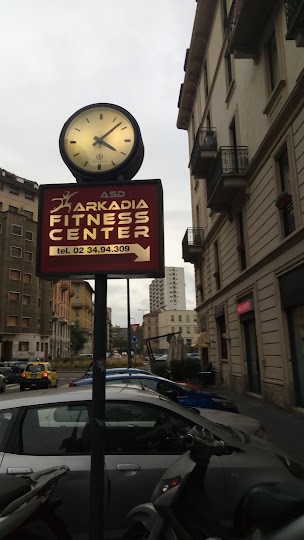 ASD
ARKADIA
FITNESS
CENTER
tel. 02 34.94.309